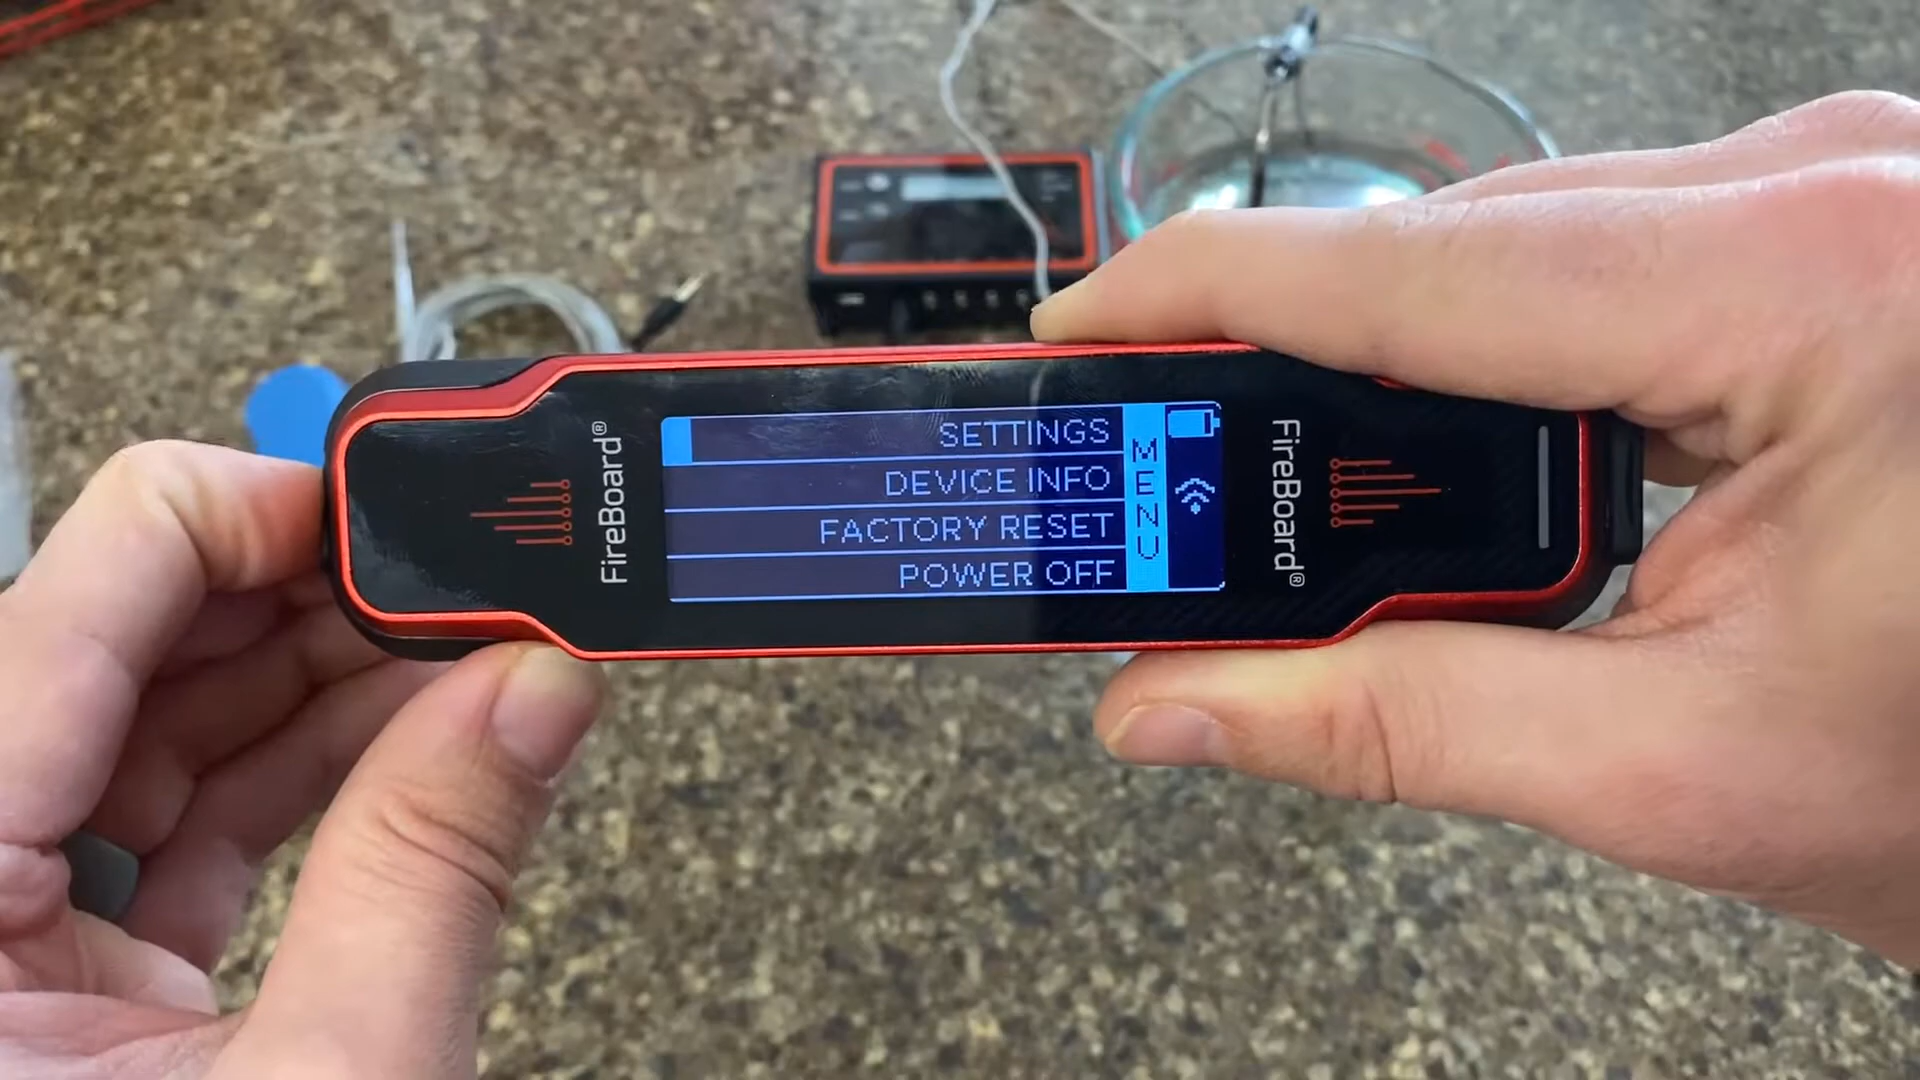 FireBoard®
SETTINGS
DEVICE INFO
FACTORY RESET
POWER OFF
MENU
FireBoard®